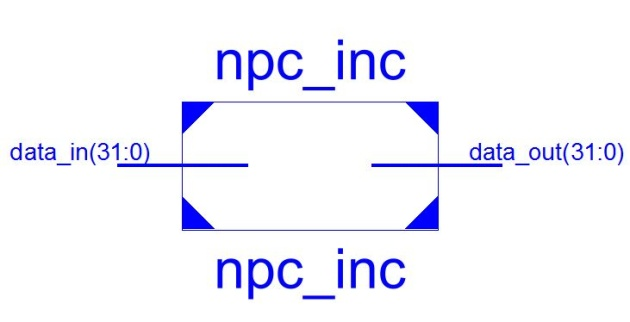 npc_inc
data_in(31:0)
data_out(31:0)
npc_inc